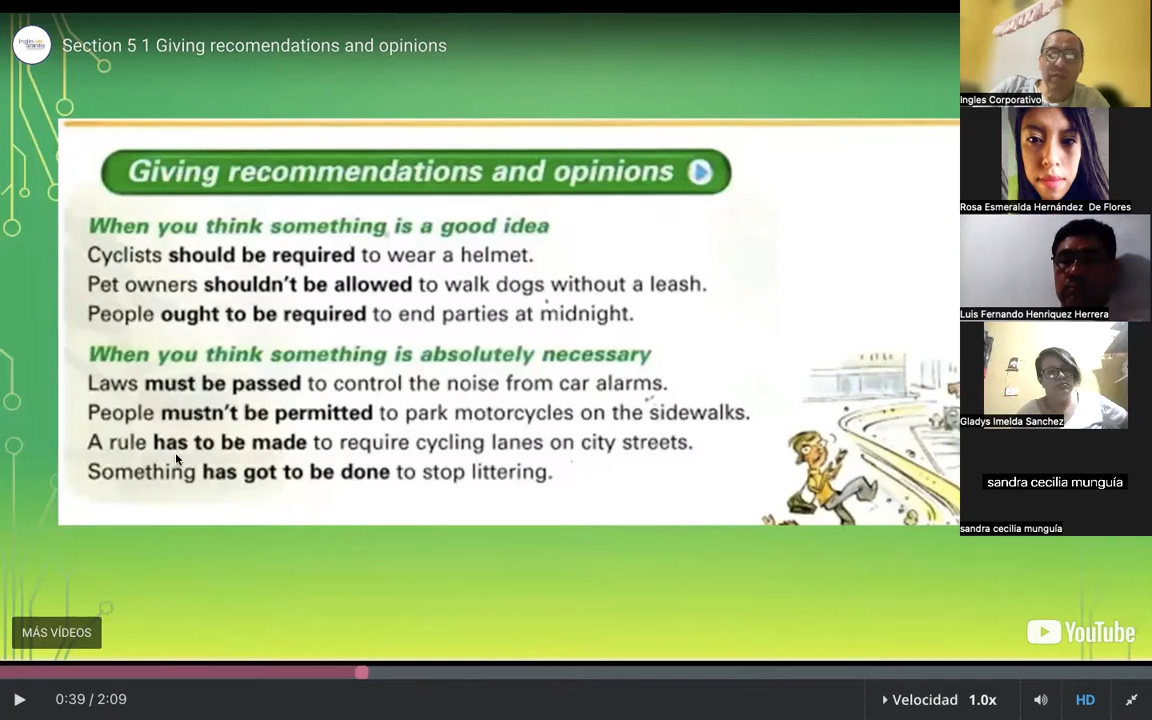 Section 5 1 Giving recomendations and opinions
Giving recommendations and opinions
When you think something is a good idea
Cyclists should be required to wear a helmet.
Pet owners shouldn't be allowed to walk dogs without a leash.
People ought to be required to end parties at midnight.
When you think something is absolutely necessary
Laws must be passed to control the noise from car alarms.
People mustn't be permitted to park motorcycles on the sidewalks.
A rule has to be made to require cycling lanes on city streets.
Something has got to be done to stop littering.
Ingles Corporativo
Rosa Esmeralda Hernández De Flores
Luis Fernando Henriquez Herrera
Gladys Imelda Sanchez
sandra cecilia munguía
sandra cecilia munguía
MÁS VÍDEOS
YouTube
0:39 / 2:09
Velocidad 1.0x
HD